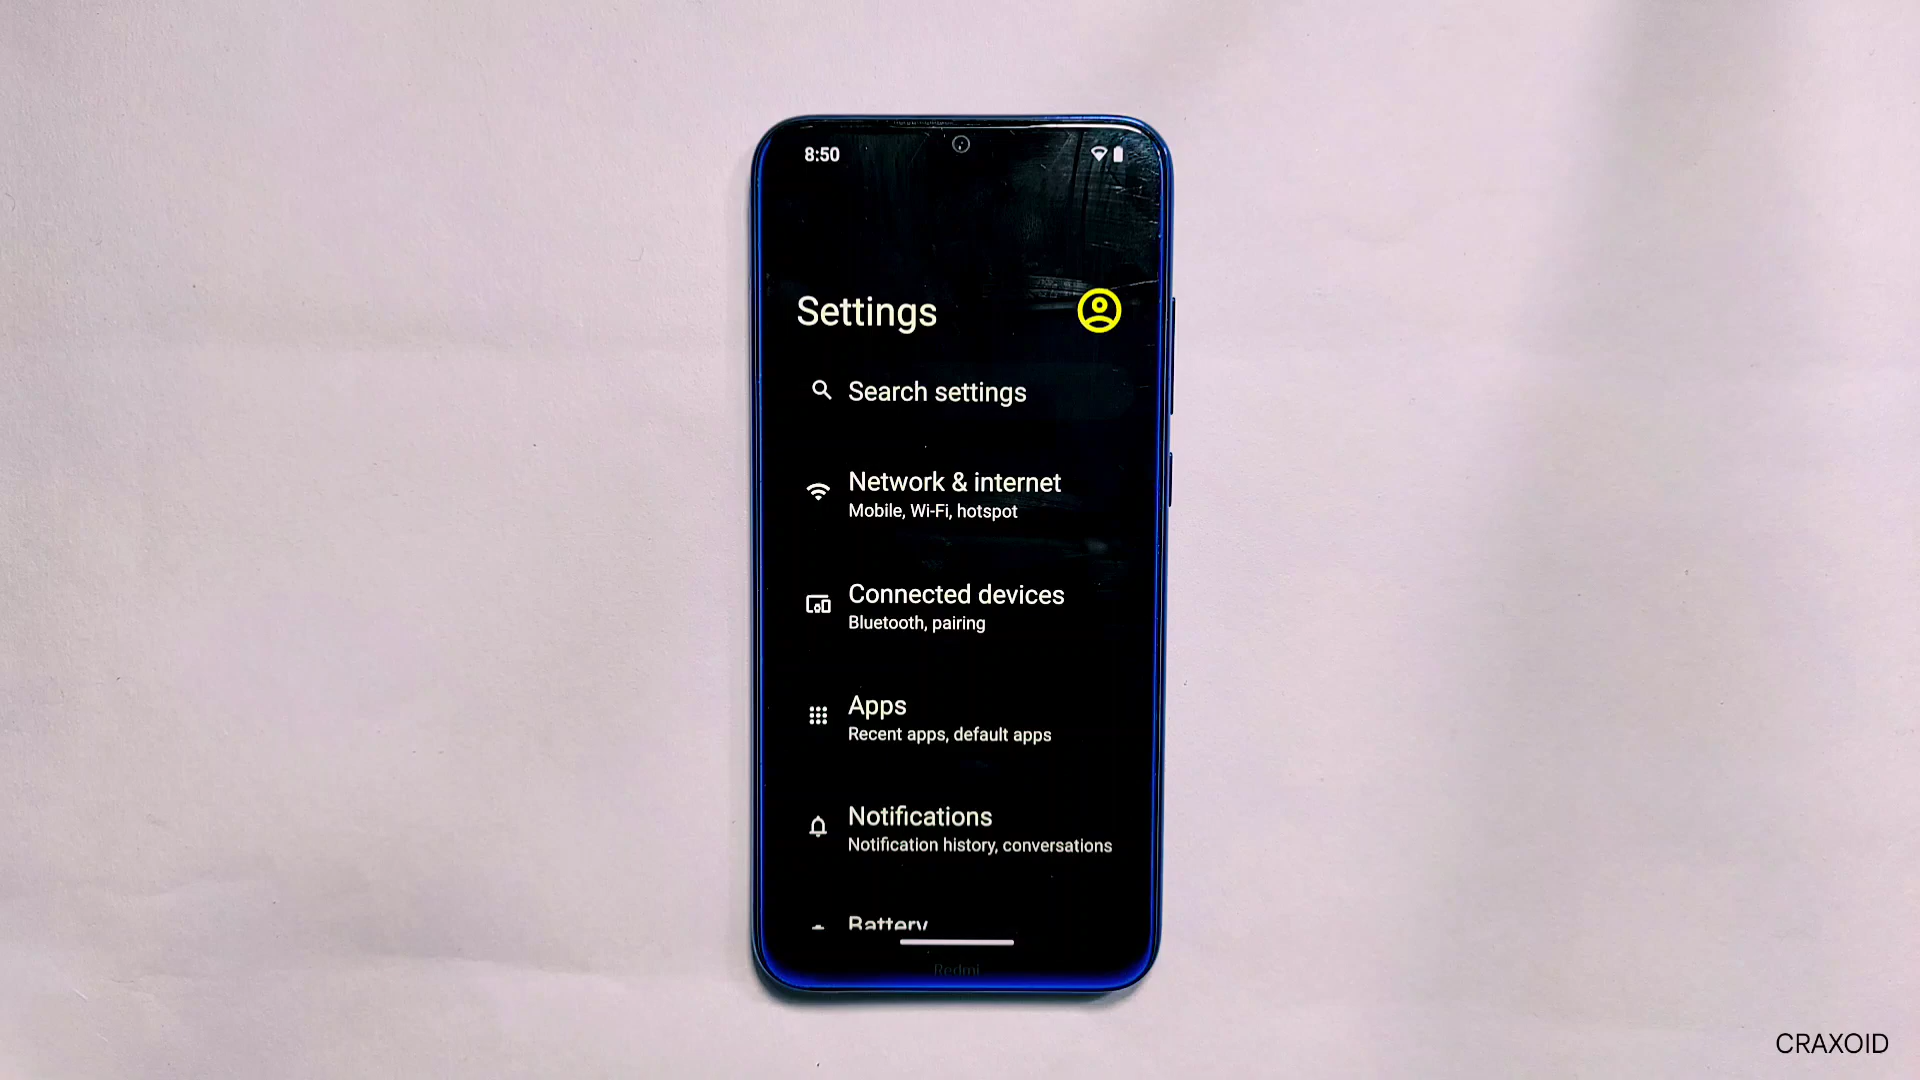 8:50
Settings
Search settings
Network & internet
Mobile, Wi-Fi, hotspot
Connected devices
Bluetooth, pairing
Apps
Recent apps, default apps
Notifications
Notification history, conversations
Battery
Redmi
CRAXOID